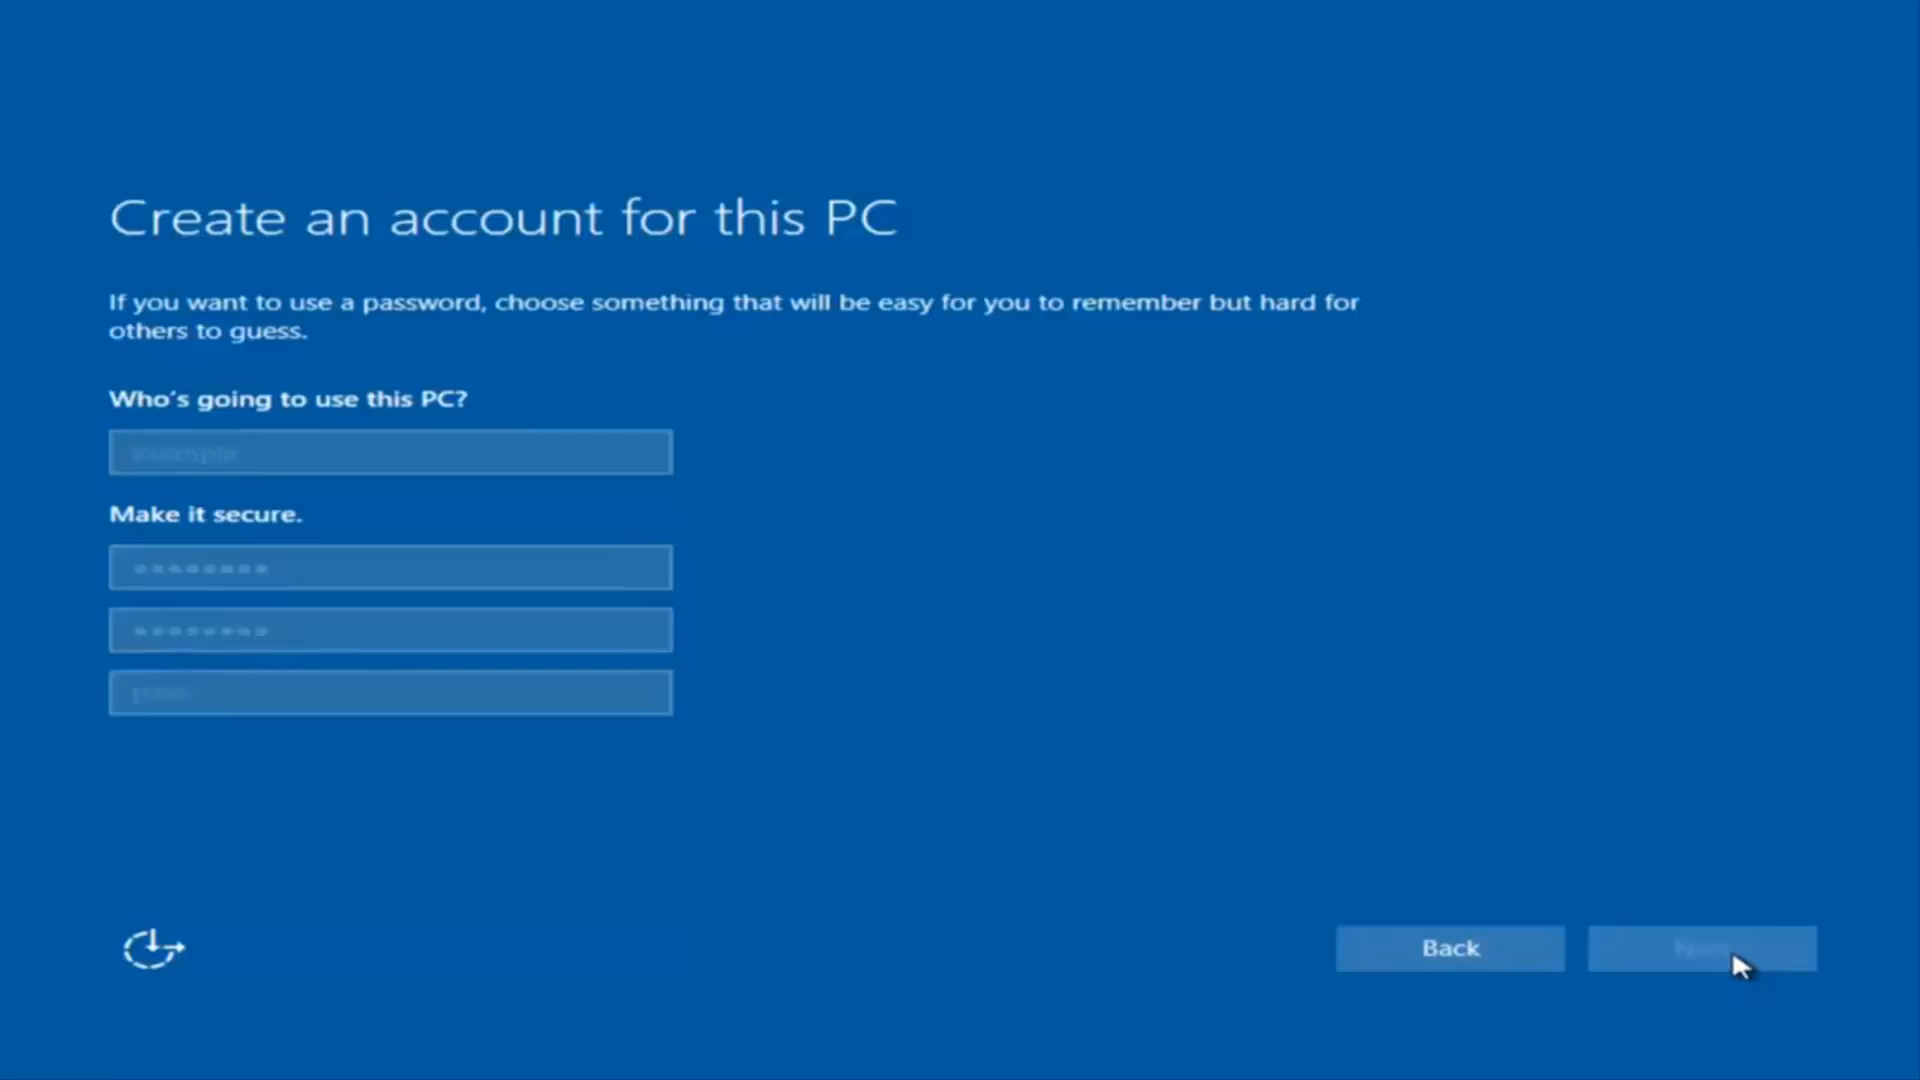 Create an account for this PC
If you want to use a password, choose something that will be easy for you to remember but hard for
others to guess.
Who's going to use this PC?
example
Make it secure.
●●●●●●●●
●●●●●●●●
Back